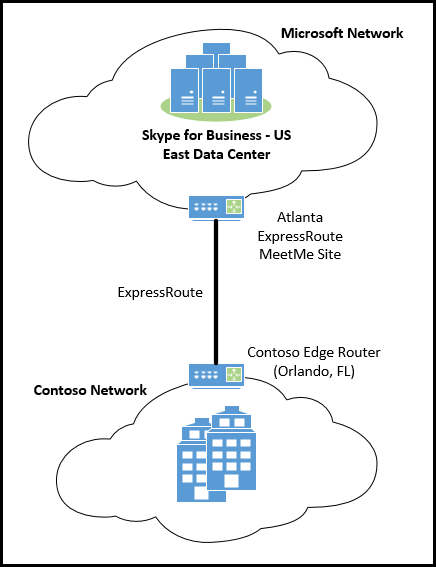 Microsoft Network
Skype for Business - US
East Data Center
Atlanta
ExpressRoute
MeetMe Site
ExpressRoute
Contoso Edge Router
(Orlando, FL)
Contoso Network